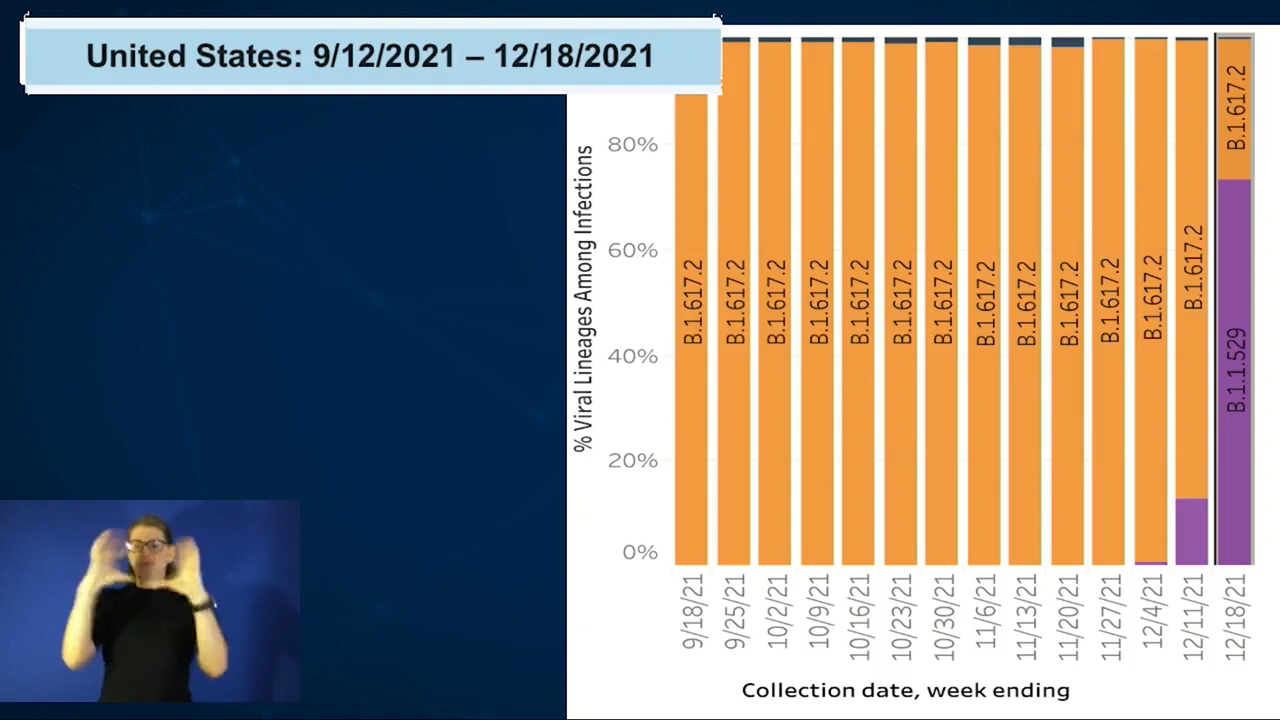 United States: 9/12/2021 – 12/18/2021
% Viral Lineages Among Infections
80%
60%
40%
20%
0%
B.1.617.2
B.1.617.2
B.1.617.2
B.1.617.2
B.1.617.2
B.1.617.2
B.1.617.2
B.1.617.2
B.1.617.2
B.1.617.2
B.1.617.2
B.1.617.2
B.1.617.2
B.1.617.2
B.1.1.529
9/18/21
9/25/21
10/2/21
10/9/21
10/16/21
10/23/21
10/30/21
11/6/21
11/13/21
11/20/21
11/27/21
12/4/21
12/11/21
12/18/21
Collection date, week ending